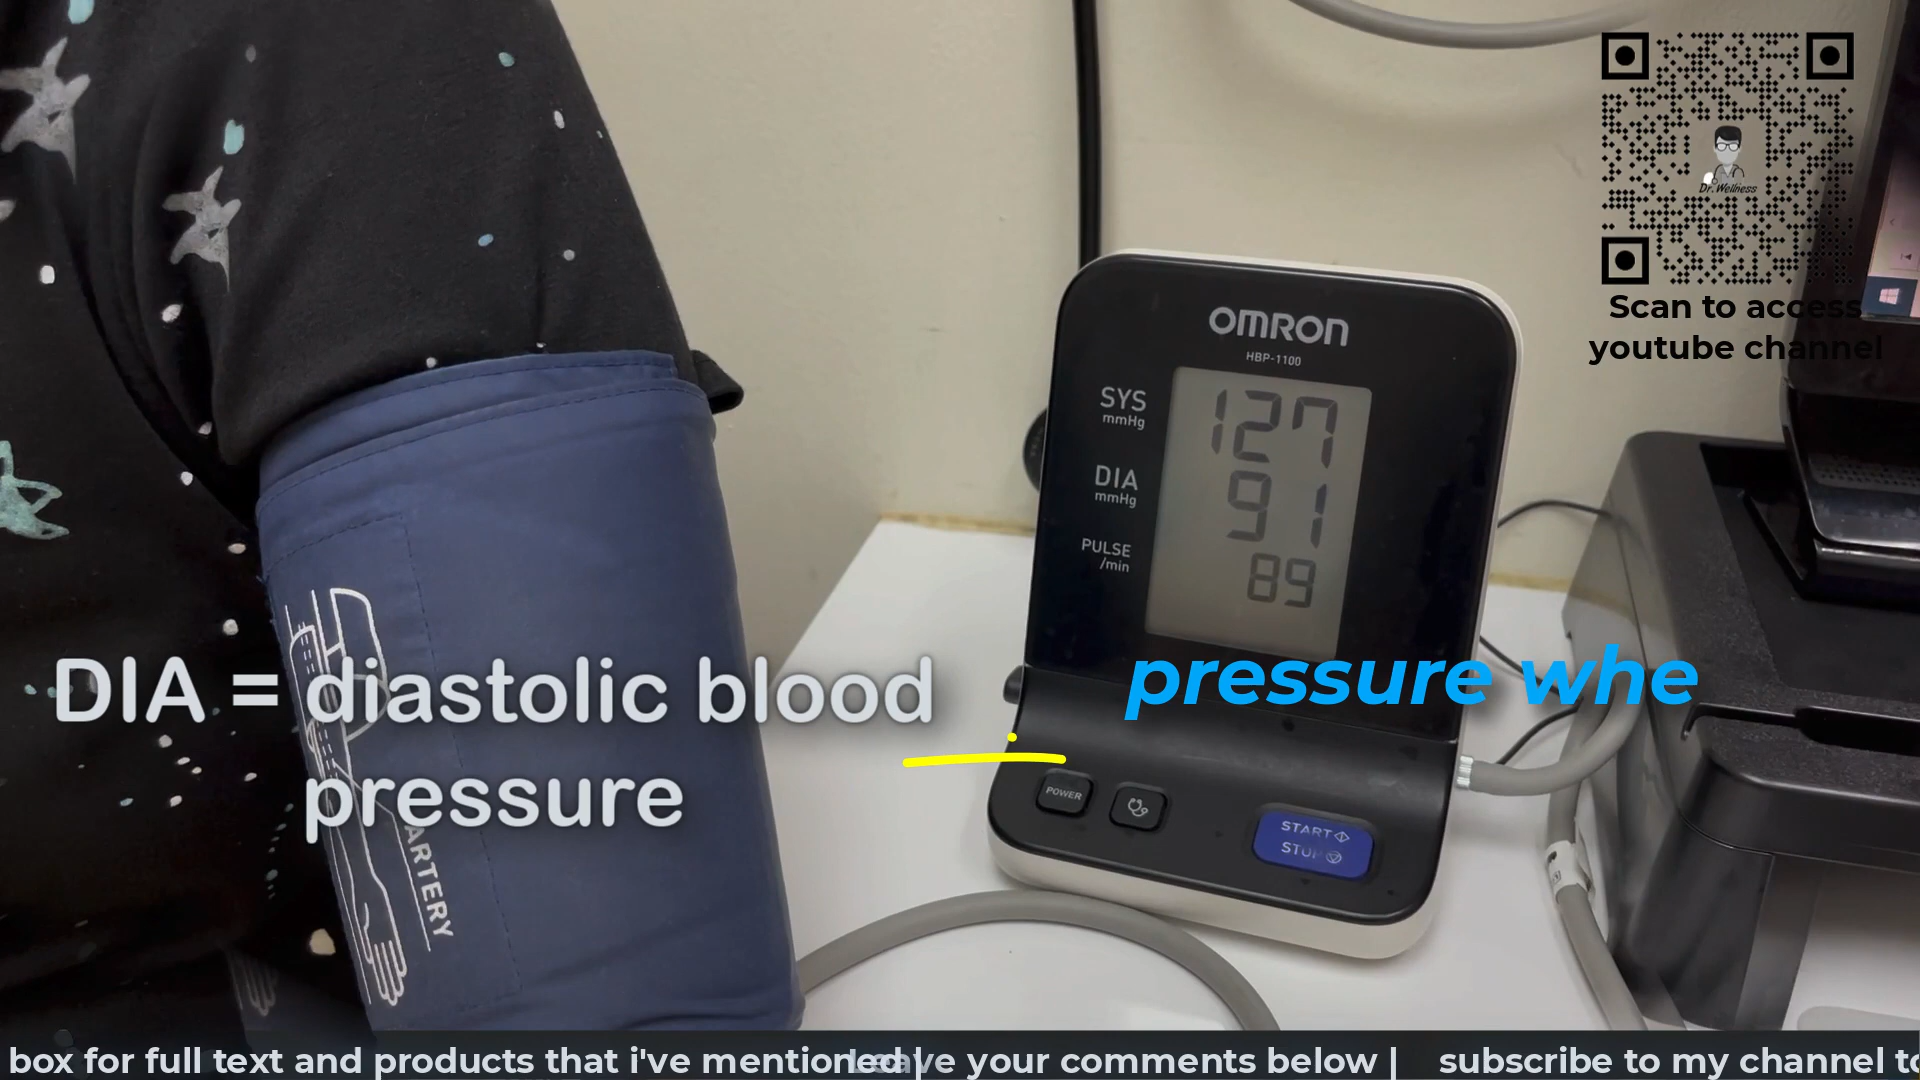 Dr. Wellness
Scan to access
youtube channel
OMRON
HBP-1100
SYS
mmHg
127
DIA
mmHg
91
PULSE
/min
89
DIA = diastolic blood
pressure
pressure whe
POWER
START
STOP
ARTERY
box for full text and products that i've mentioned |
Leave your comments below |
subscribe to my channel to